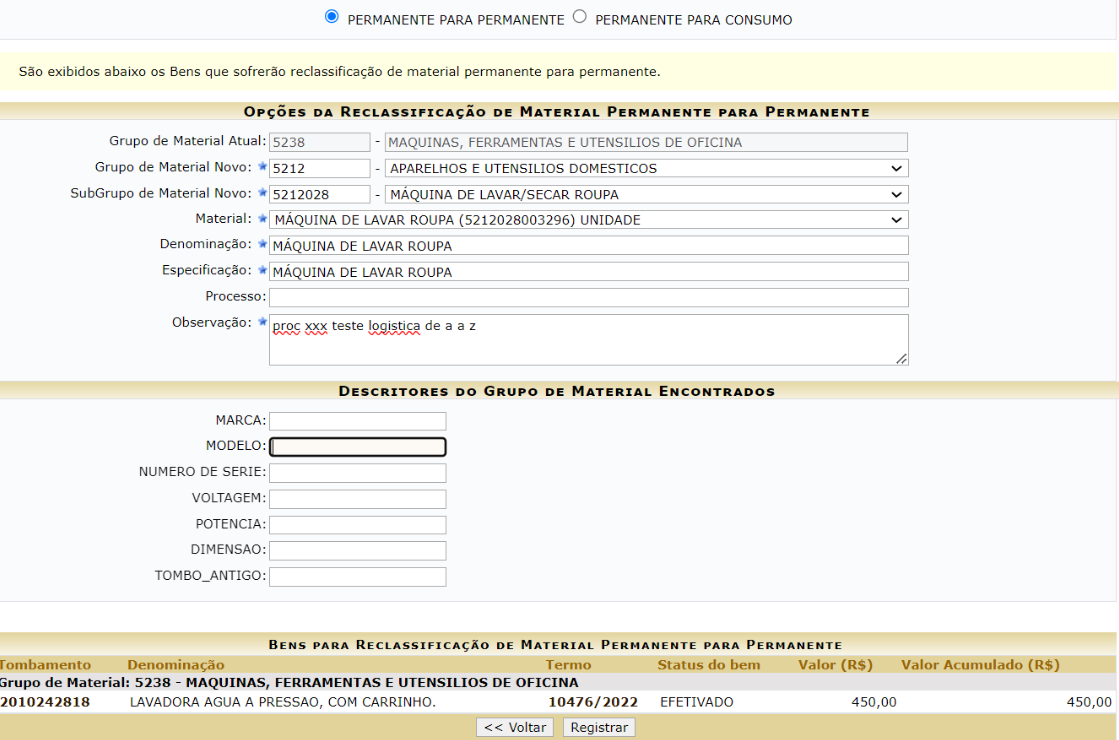 PERMANENTE PARA PERMANENTE PERMANENTE PARA CONSUMO
São exibidos abaixo os Bens que sofrerão reclassificação de material permanente para permanente.
Opções da Reclassificação de Material Permanente para Permanente
Grupo de Material Atual: 5238 - MAQUINAS, FERRAMENTAS E UTENSILIOS DE OFICINA
Grupo de Material Novo: 5212 - APARELHOS E UTENSILIOS DOMESTICOS
SubGrupo de Material Novo: 5212028 - MÁQUINA DE LAVAR/SECAR ROUPA
Material: MÁQUINA DE LAVAR ROUPA (5212028003296) UNIDADE
Denominação: MÁQUINA DE LAVAR ROUPA
Especificação: MÁQUINA DE LAVAR ROUPA
Processo:
Observação: proc xxx teste logistica de a a z
Descritores do Grupo de Material Encontrados
MARCA:
MODELO:
NUMERO DE SERIE:
VOLTAGEM:
POTENCIA:
DIMENSAO:
TOMBO_ANTIGO:
Bens para Reclassificação de Material Permanente para Permanente
Tombamento Denominação Termo Status do bem Valor (R$) Valor Acumulado (R$)
Grupo de Material: 5238 - MAQUINAS, FERRAMENTAS E UTENSILIOS DE OFICINA
2010242818 LAVADORA AGUA A PRESSAO, COM CARRINHO. 10476/2022 EFETIVADO 450,00 450,00
<< Voltar Registrar